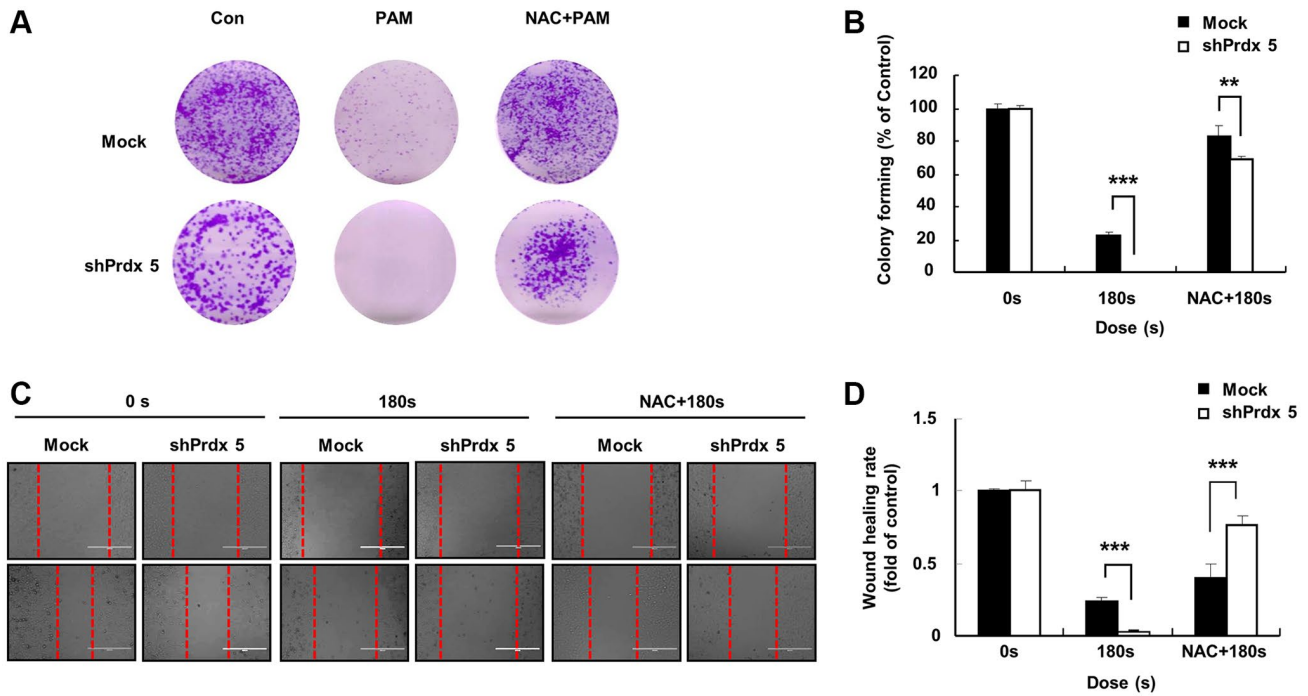 A
Con
PAM
NAC+PAM
Mock
shPrdx 5
B
Mock
shPrdx 5
Colony forming (% of Control)
120
100
80
60
40
20
0
***
**
0s
180s
NAC+180s
Dose (s)
C
0 s
180s
NAC+180s
Mock
shPrdx 5
Mock
shPrdx 5
Mock
shPrdx 5
D
Mock
shPrdx 5
Wound healing rate
(fold of control)
1.5
1
0.5
0
***
***
0s
180s
NAC+180s
Dose (s)